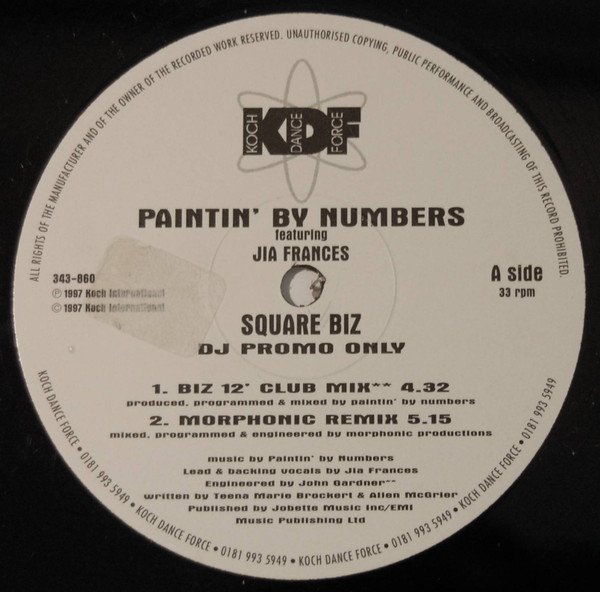 ALL RIGHTS OF THE MANUFACTURER AND OF THE OWNER OF THE RECORDED WORK RESERVED. UNAUTHORISED COPYING, PUBLIC PERFORMANCE AND BROADCASTING OF THIS RECORD PROHIBITED.
KDF
KOCH DANCE FORCE
PAINTIN' BY NUMBERS
featuring
JIA FRANCES
343-860
℗ 1997 Koch International
© 1997 Koch International
A side
33 rpm
SQUARE BIZ
DJ PROMO ONLY
1. BIZ 12' CLUB MIX** 4.32
produced, programmed & mixed by paintin' by numbers
2. MORPHONIC REMIX 5.15
mixed, programmed & engineered by morphonic productions
music by Paintin' by Numbers
Lead & backing vocals by Jia Frances
Engineered by John Gardner**
written by Teena Marie Brockert & Allen McGrier
Published by Jobette Music Inc/EMI
Music Publishing Ltd
KOCH DANCE FORCE • 0181 993 5949 • KOCH DANCE FORCE • 0181 993 5949 • KOCH DANCE FORCE • 0181 993 5949 • KOCH DANCE FORCE • 0181 993 5949